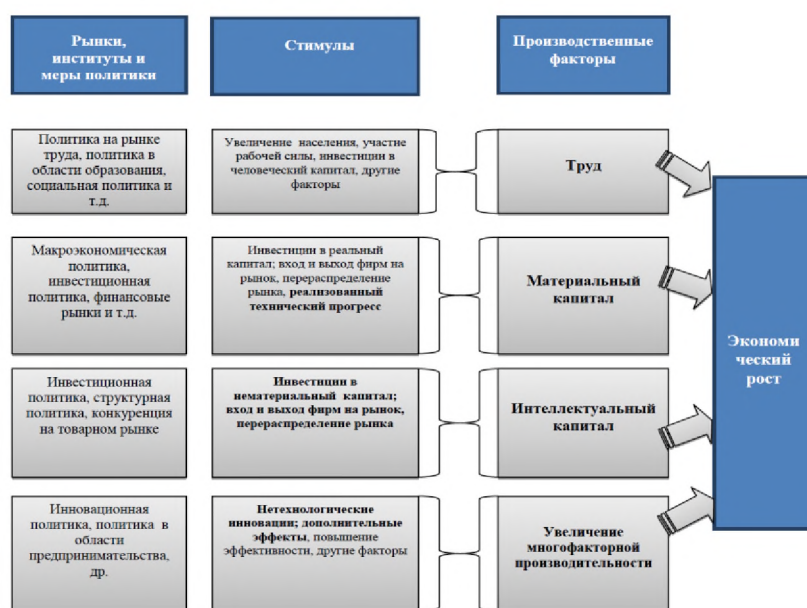 Рынки,
институты и
меры политики
Стимулы
Производственные
факторы
Политика на рынке
труда, политика в
области образования,
социальная политика и
т.д.
Увеличение населения, участие
рабочей силы, инвестиции в
человеческий капитал, другие
факторы
Труд
Макроэкономическая
политика,
инвестиционная
политика, финансовые
рынки и т.д.
Инвестиции в реальный
капитал; вход и выход фирм на
рынок, перераспределение
рынка, реализованный
технический прогресс
Материальный
капитал
Экономи
ческий
рост
Инвестиционная
политика, структурная
политика, конкуренция
на товарном рынке
Инвестиции в
нематериальный капитал;
вход и выход фирм на рынок,
перераспределение рынка
Интеллектуальный
капитал
Инновационная
политика, политика в
области
предпринимательства,
др.
Нетехнологические
инновации; дополнительные
эффекты, повышение
эффективности, другие факторы
Увеличение
многофакторной
производительности